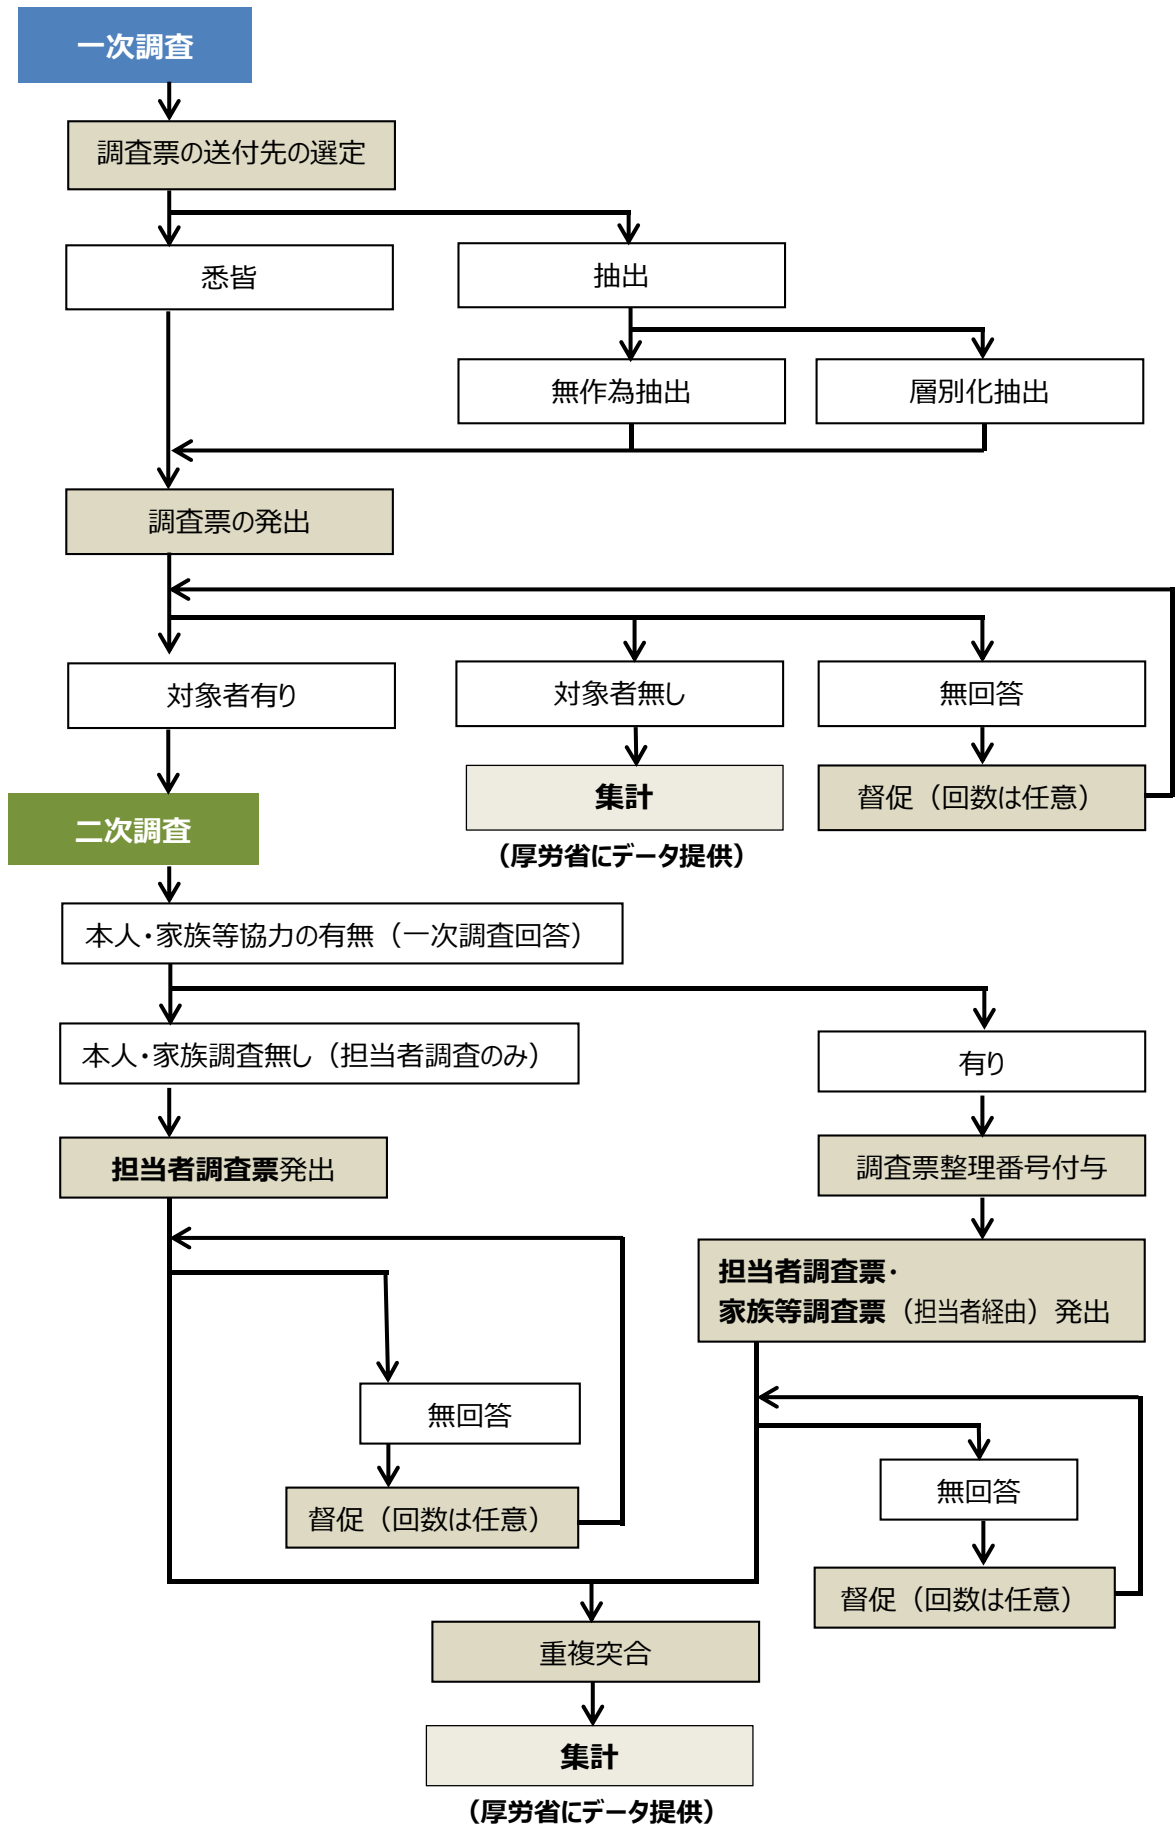 一次調査
調査票の送付先の選定
悉皆
抽出
無作為抽出
層別化抽出
調査票の発出
対象者有り
対象者無し
無回答
集計
(厚労省にデータ提供)
督促（回数は任意）
二次調査
本人・家族等協力の有無（一次調査回答）
本人・家族調査無し（担当者調査のみ）
有り
担当者調査票発出
調査票整理番号付与
担当者調査票・
家族等調査票（担当者経由）発出
無回答
督促（回数は任意）
無回答
督促（回数は任意）
重複突合
集計
(厚労省にデータ提供)